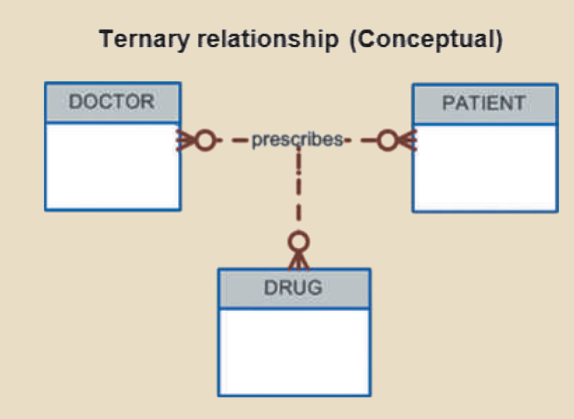 Ternary relationship (Conceptual)
DOCTOR
PATIENT
prescribes
DRUG